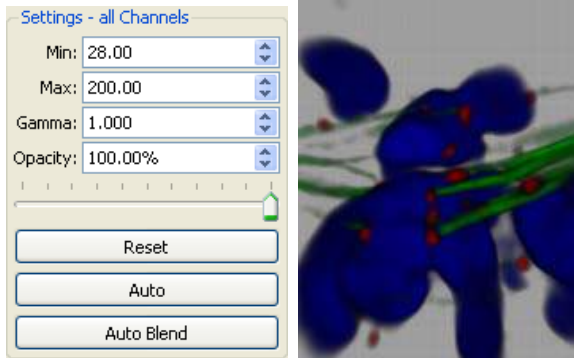 Settings - all Channels
Min: 28.00
Max: 200.00
Gamma: 1.000
Opacity: 100.00%
Reset
Auto
Auto Blend